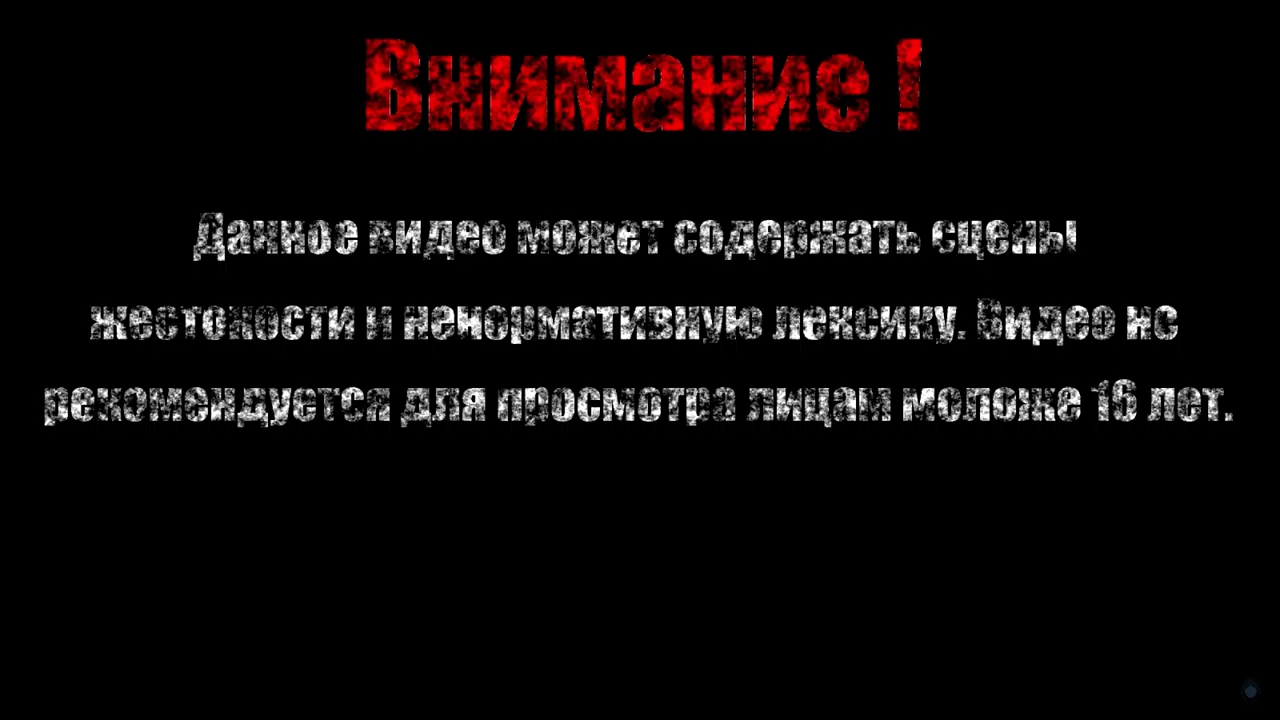 Внимание !
Данное видео может содержать сцены
жестокости и ненормативную лексику. Видео не
рекомендуется для просмотра лицам моложе 16 лет.